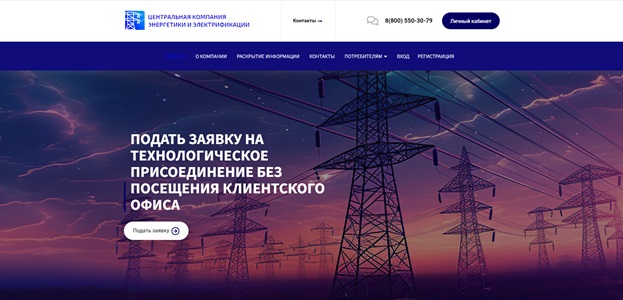 ЦЕНТРАЛЬНАЯ КОМПАНИЯ
ЭНЕРГЕТИКИ И ЭЛЕКТРИФИКАЦИИ
Контакты
8(800) 550-30-79
Личный кабинет
О КОМПАНИИ РАСКРЫТИЕ ИНФОРМАЦИИ КОНТАКТЫ ПОТРЕБИТЕЛЯМ ВХОД РЕГИСТРАЦИЯ
ПОДАТЬ ЗАЯВКУ НА
ТЕХНОЛОГИЧЕСКОЕ
ПРИСОЕДИНЕНИЕ БЕЗ
ПОСЕЩЕНИЯ КЛИЕНТСКОГО
ОФИСА
Подать заявку